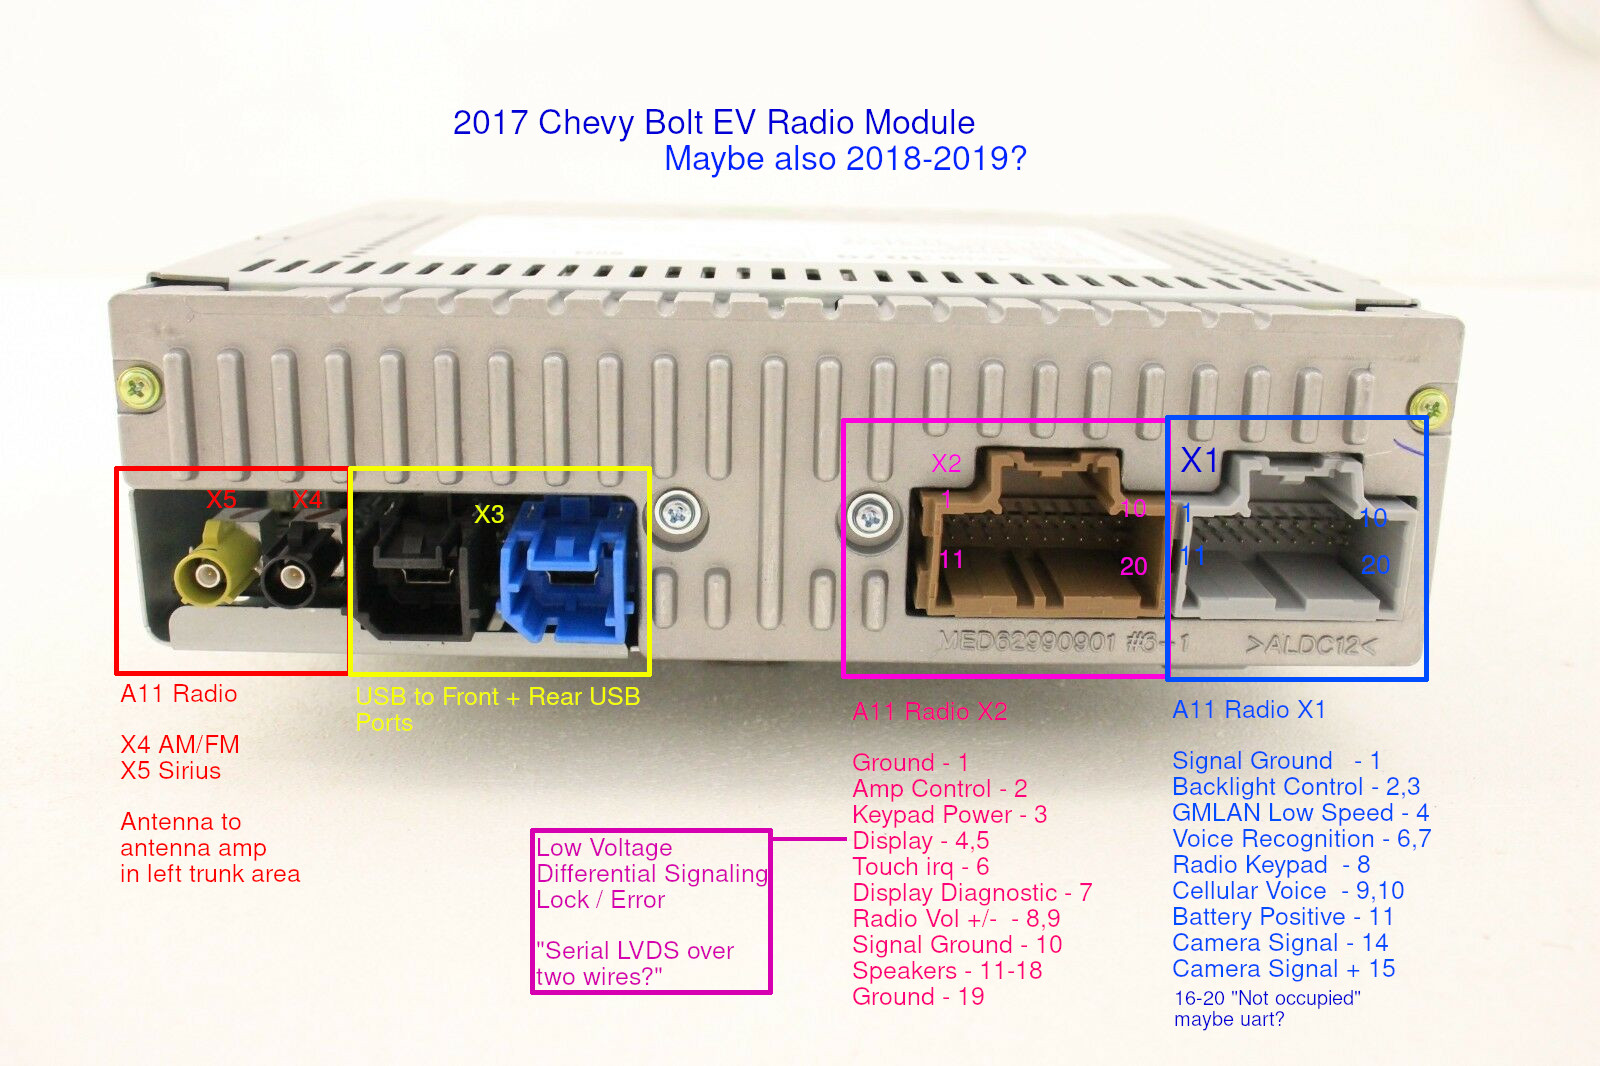 2017 Chevy Bolt EV Radio Module
Maybe also 2018-2019?
X5 X4
X3
X2
1 10
11 20
X1
1 10
11 20
MED62990901 #6-1
>ALDC12<
A11 Radio
X4 AM/FM
X5 Sirius
Antenna to
antenna amp
in left trunk area
USB to Front + Rear USB
Ports
Low Voltage
Differential Signaling
Lock / Error
"Serial LVDS over
two wires?"
A11 Radio X2
Ground - 1
Amp Control - 2
Keypad Power - 3
Display - 4,5
Touch irq - 6
Display Diagnostic - 7
Radio Vol +/- - 8,9
Signal Ground - 10
Speakers - 11-18
Ground - 19
A11 Radio X1
Signal Ground - 1
Backlight Control - 2,3
GMLAN Low Speed - 4
Voice Recognition - 6,7
Radio Keypad - 8
Cellular Voice - 9,10
Battery Positive - 11
Camera Signal - 14
Camera Signal + 15
16-20 "Not occupied"
maybe uart?